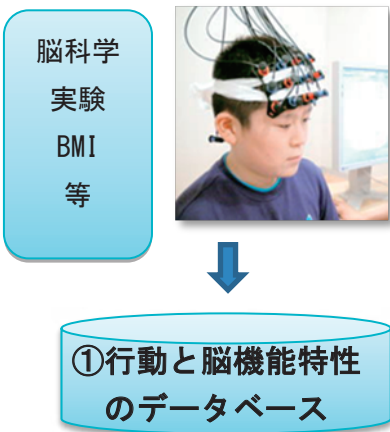 脳科学
実験
BMI
等
①行動と脳機能特性
のデータベース